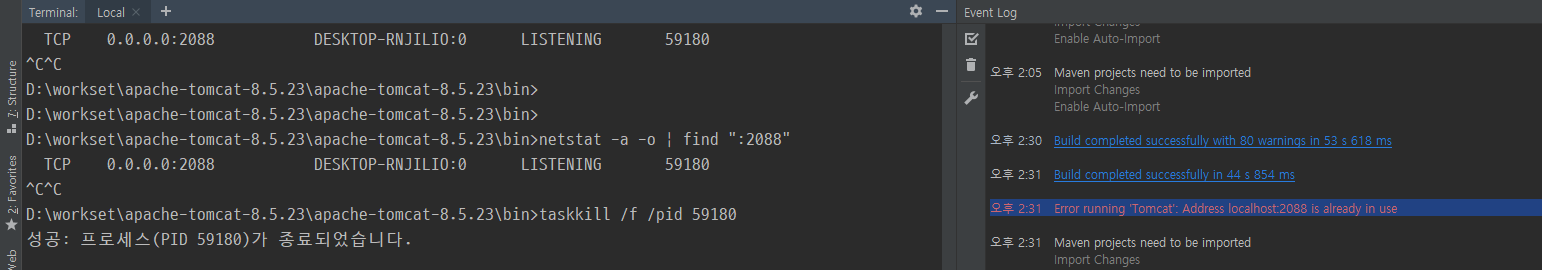 Terminal: Local × +
TCP 0.0.0.0:2088 DESKTOP-RNJILIO:0 LISTENING 59180
^C^C
D:\workset\apache-tomcat-8.5.23\apache-tomcat-8.5.23\bin>
D:\workset\apache-tomcat-8.5.23\apache-tomcat-8.5.23\bin>
D:\workset\apache-tomcat-8.5.23\apache-tomcat-8.5.23\bin>netstat -a -o ¦ find ":2088"
TCP 0.0.0.0:2088 DESKTOP-RNJILIO:0 LISTENING 59180
^C^C
D:\workset\apache-tomcat-8.5.23\apache-tomcat-8.5.23\bin>taskkill /f /pid 59180
성공: 프로세스(PID 59180)가 종료되었습니다.
Z: Structure
2: Favorites
Web
Event Log
Import Changes
Enable Auto-Import
오후 2:05 Maven projects need to be imported
Import Changes
Enable Auto-Import
오후 2:30 Build completed successfully with 80 warnings in 53 s 618 ms
오후 2:31 Build completed successfully in 44 s 854 ms
오후 2:31 Error running 'Tomcat': Address localhost:2088 is already in use
오후 2:31 Maven projects need to be imported
Import Changes